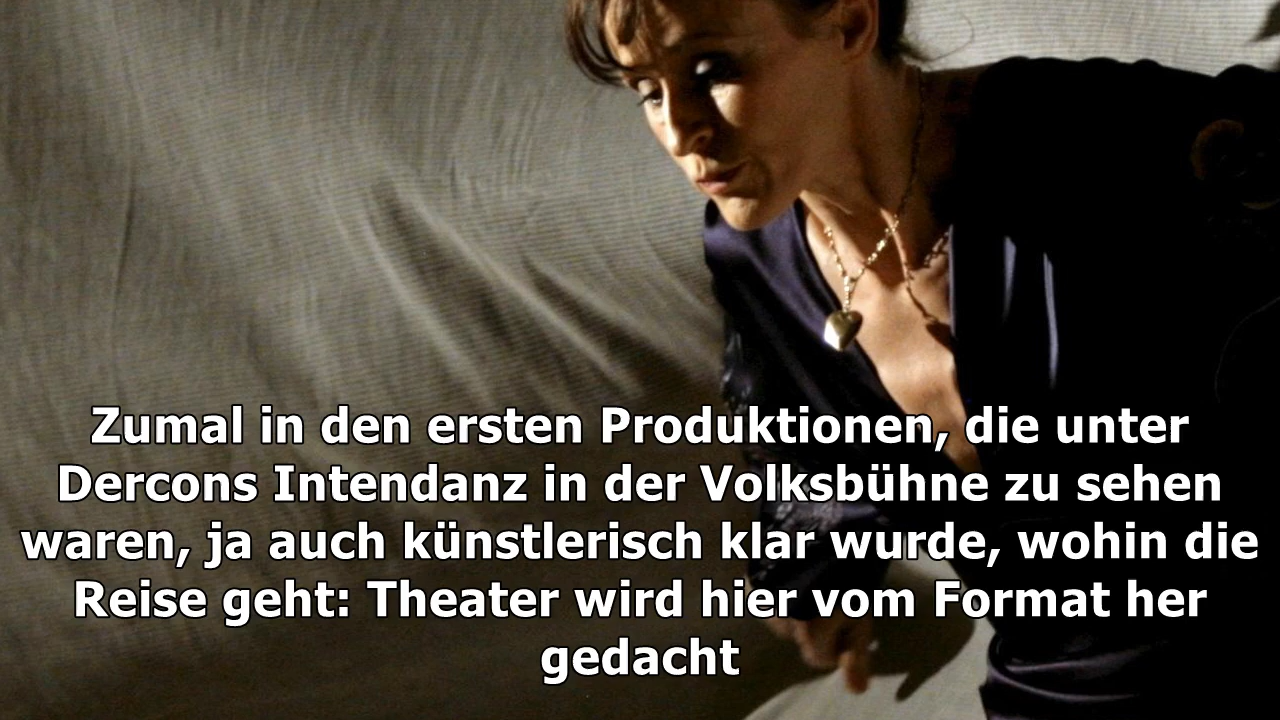 Zumal in den ersten Produktionen, die unter
Dercons Intendanz in der Volksbühne zu sehen
waren, ja auch künstlerisch klar wurde, wohin die
Reise geht: Theater wird hier vom Format her
gedacht